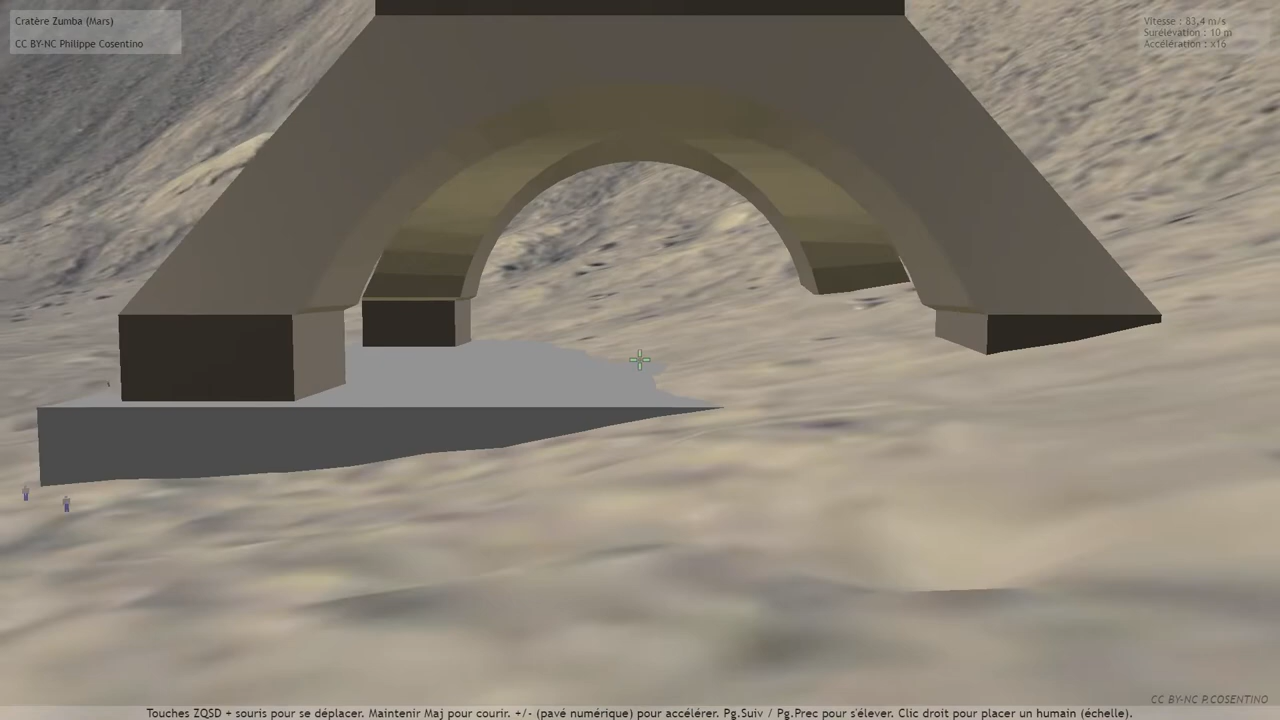 Cratère Zumba (Mars)
CC BY-NC Philippe Cosentino
Vitesse : 83,4 m/s
Surélévation : 10 m
Accélération : x16
CC BY-NC P.COSENTINO
Touches ZQSD + souris pour se déplacer. Maintenir Maj pour courir. +/- (pavé numérique) pour accélérer. Pg.Suiv / Pg.Prec pour s'élever. Clic droit pour placer un humain (échelle).